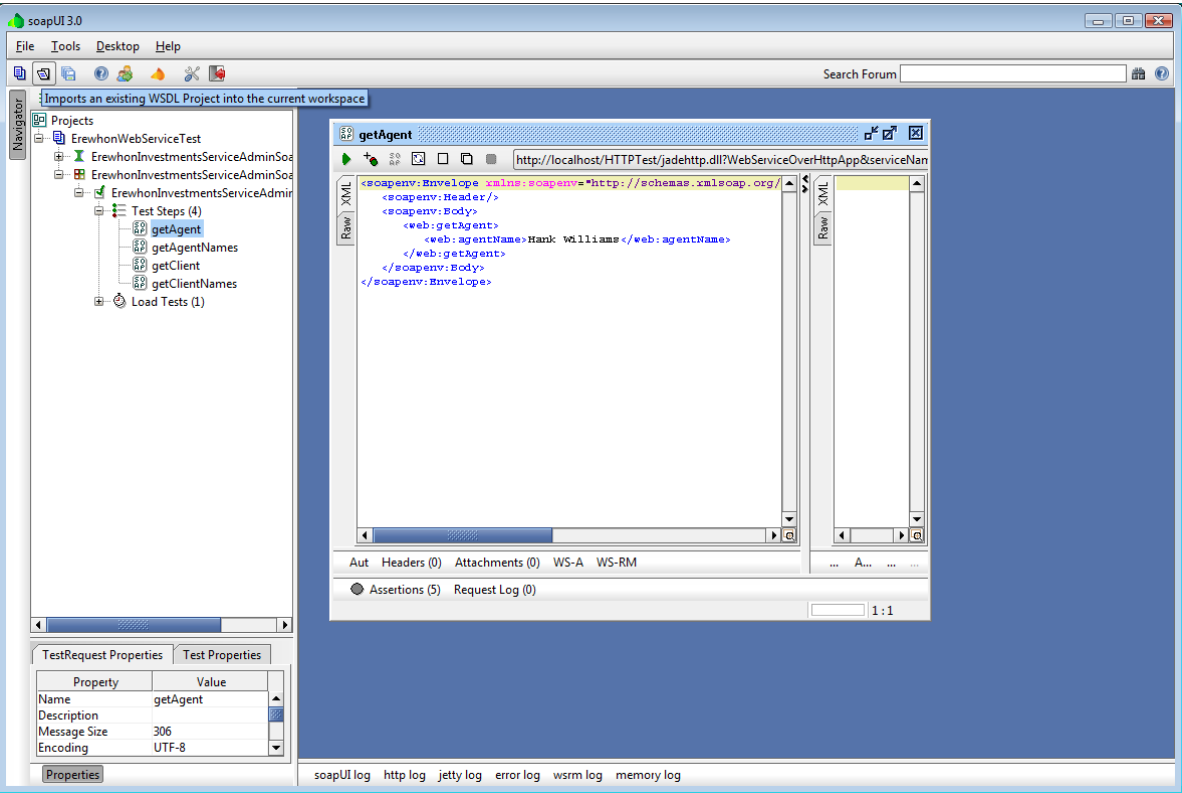 soapUI 3.0
File Tools Desktop Help
Search Forum
Imports an existing WSDL Project into the current workspace
Navigator
Projects
ErewhonWebServiceTest
ErewhonInvestmentsServiceAdminSoa
ErewhonInvestmentsServiceAdminSoa
ErewhonInvestmentsServiceAdmir
Test Steps (4)
getAgent
getAgentNames
getClient
getClientNames
Load Tests (1)
getAgent
http://localhost/HTTPTest/jadehttp.dll?WebServiceOverHttpApp&serviceNan
XML
Raw
<soapenv:Envelope xmlns:soapenv="http://schemas.xmlsoap.org/
<soapenv:Header/>
<soapenv:Body>
<web:getAgent>
<web:agentName>Hank Williams</web:agentName>
</web:getAgent>
</soapenv:Body>
</soapenv:Envelope>
XML
Raw
Aut Headers (0) Attachments (0) WS-A WS-RM
... A... ... ...
Assertions (5) Request Log (0)
1 : 1
TestRequest Properties Test Properties
Property Value
Name getAgent
Description
Message Size 306
Encoding UTF-8
Properties
soapUI log http log jetty log error log wsrm log memory log